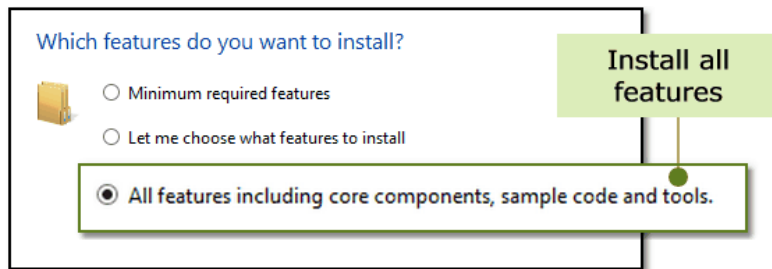 Which features do you want to install?
Install all
features
Minimum required features
Let me choose what features to install
All features including core components, sample code and tools.